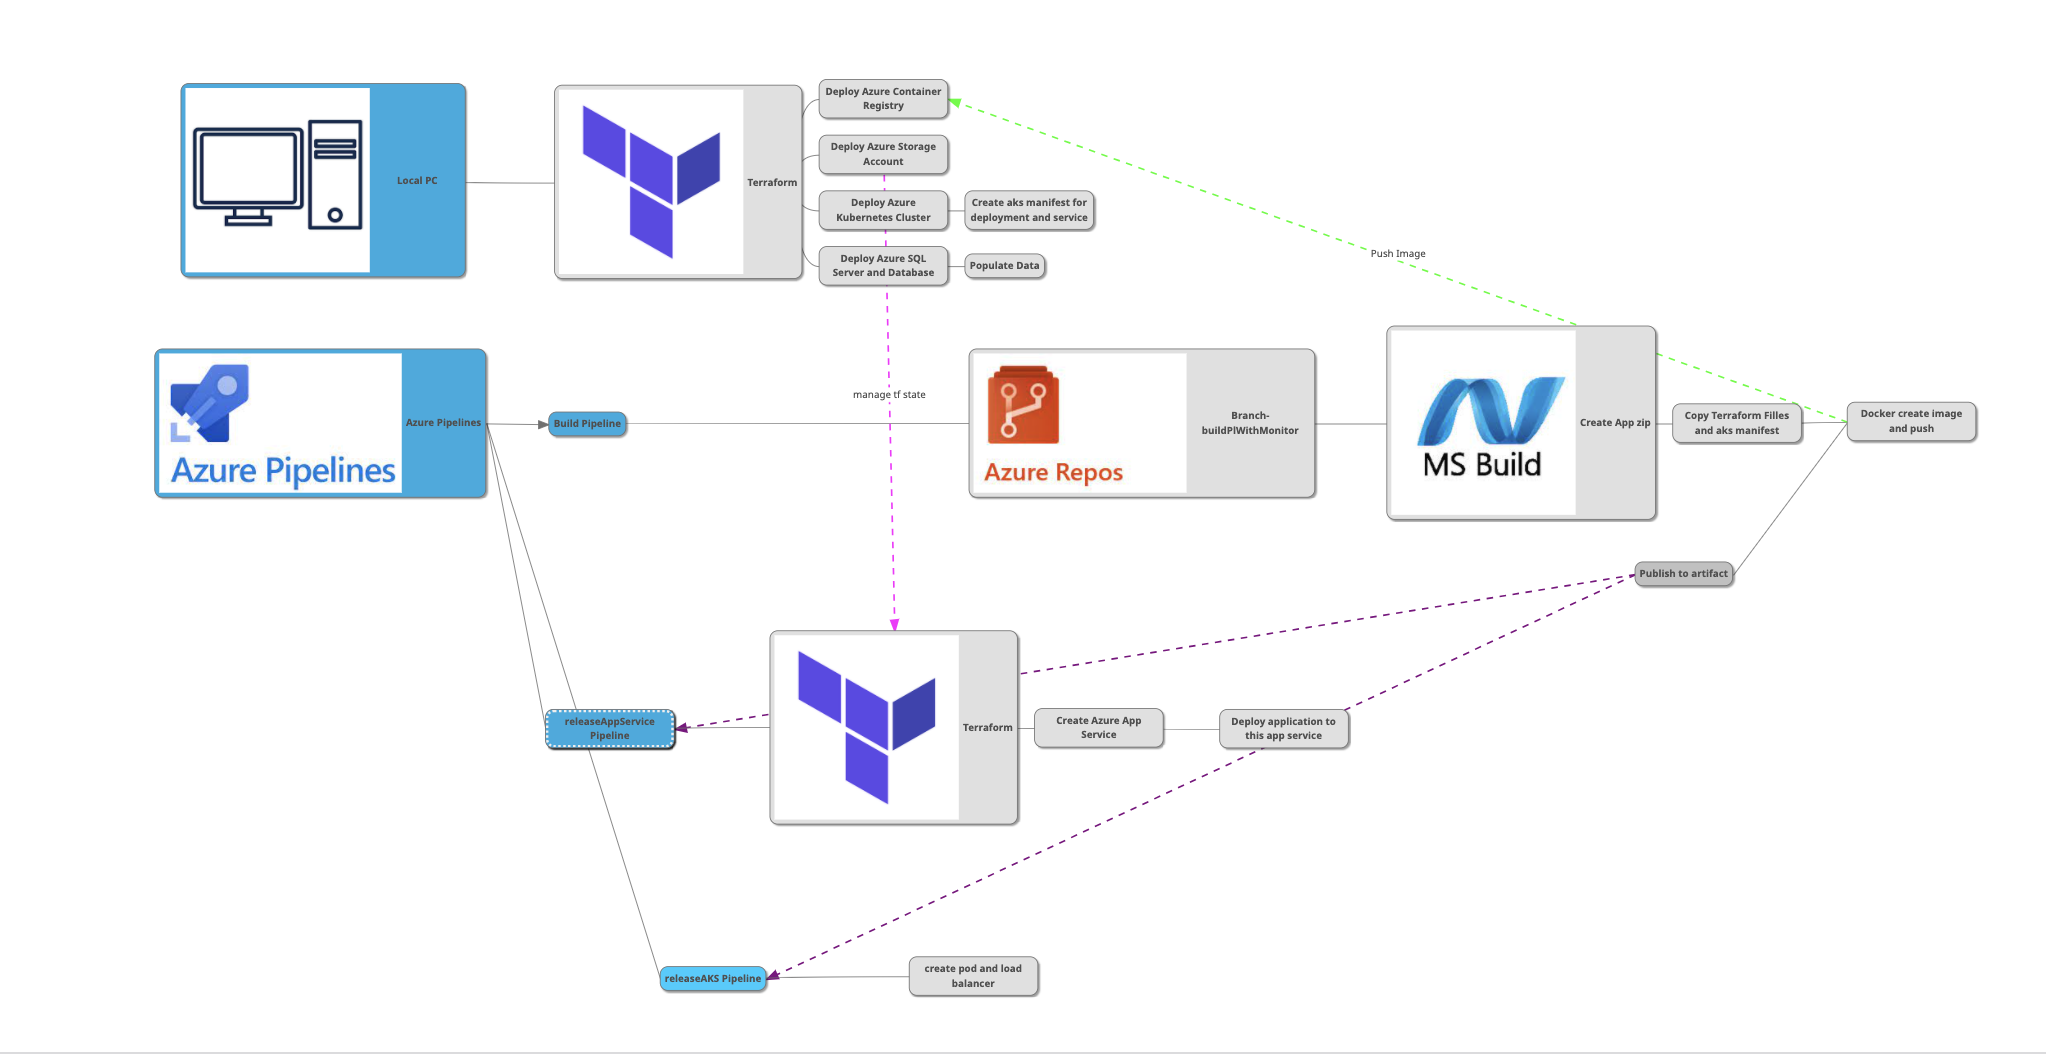 Deploy Azure Container
Registry
Deploy Azure Storage
Account
Local PC
Terraform
Deploy Azure
Kubernetes Cluster
Create aks manifest for
deployment and service
Deploy Azure SQL
Server and Database
Populate Data
Push Image
manage tf state
Azure Pipelines
Azure Pipelines
Build Pipeline
Azure Repos
Branch-
buildPlWithMonitor
MS Build
Create App zip
Copy Terraform Filles
and aks manifest
Docker create image
and push
Publish to artifact
releaseAppService
Pipeline
Terraform
Create Azure App
Service
Deploy application to
this app service
releaseAKS Pipeline
create pod and load
balancer